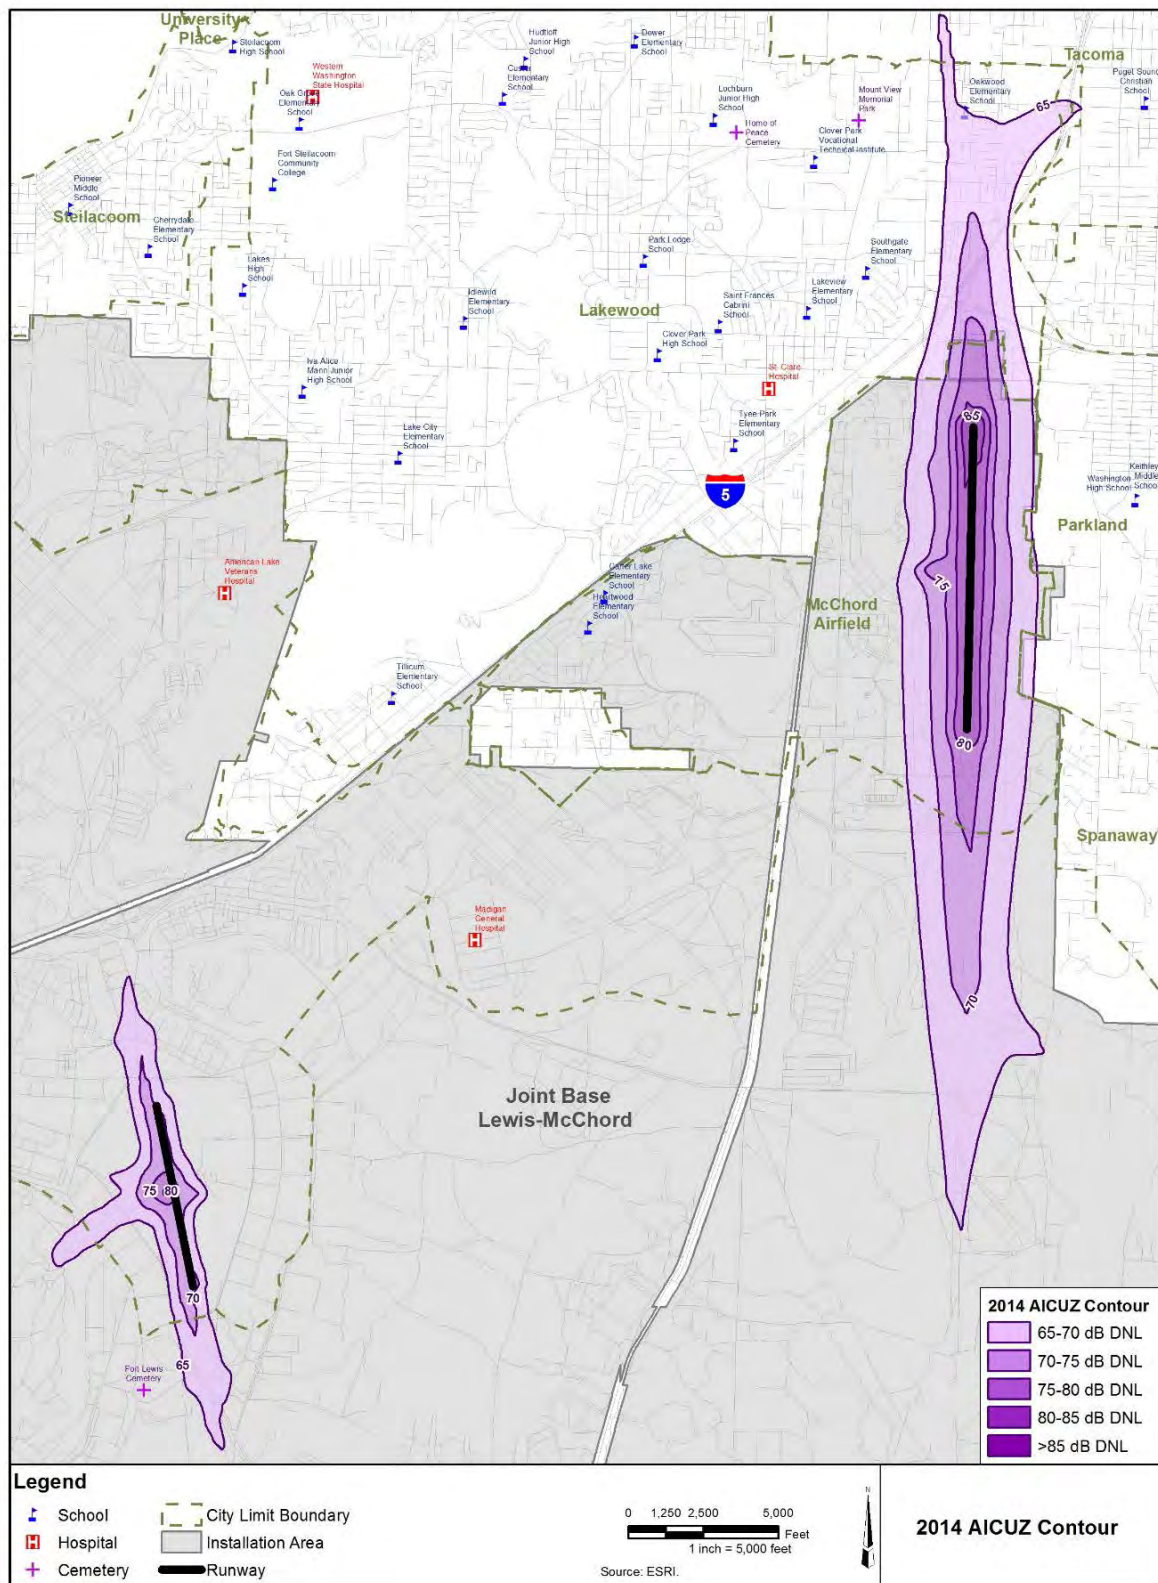 University
Place
Steilacoom
High School
Hudtloff
Junior High
School
Dower
Elementary
School
Tacoma
Western
Washington
State Hospital
Custer
Elementary
School
Oak Grove
Elementary
School
Lochburn
Junior High
School
Mount View
Memorial
Park
Oakwood
Elementary
School
Puget Sound
Christian
School
65
Home of
Peace
Cemetery
Clover Park
Vocational
Technical Institute
Fort Steilacoom
Community
College
Pioneer
Middle
School
Steilacoom
Cherrydale
Elementary
School
Park Lodge
School
Southgate
Elementary
School
Lakes
High
School
Idlewild
Elementary
School
Lakewood
Saint Frances
Cabrini
School
Lakeview
Elementary
School
Clover Park
High School
Iva Alice
Mann Junior
High School
St. Clare
Hospital
H
Tyee Park
Elementary
School
85
Lake City
Elementary
School
5
Washington
High School
Keithley
Middle
School
Parkland
American Lake
Veterans
Hospital
H
Carter Lake
Elementary
School
Heartwood
Elementary
School
75
McChord
Airfield
Tillicum
Elementary
School
80
Spanaway
Madigan
General
Hospital
H
70
Joint Base
Lewis-McChord
75
80
70
65
Fort Lewis
Cemetery
2014 AICUZ Contour
65-70 dB DNL
70-75 dB DNL
75-80 dB DNL
80-85 dB DNL
>85 dB DNL
Legend
School
Hospital
Cemetery
City Limit Boundary
Installation Area
Runway
0 1,250 2,500 5,000
Feet
1 inch = 5,000 feet
Source: ESRI.
N
2014 AICUZ Contour